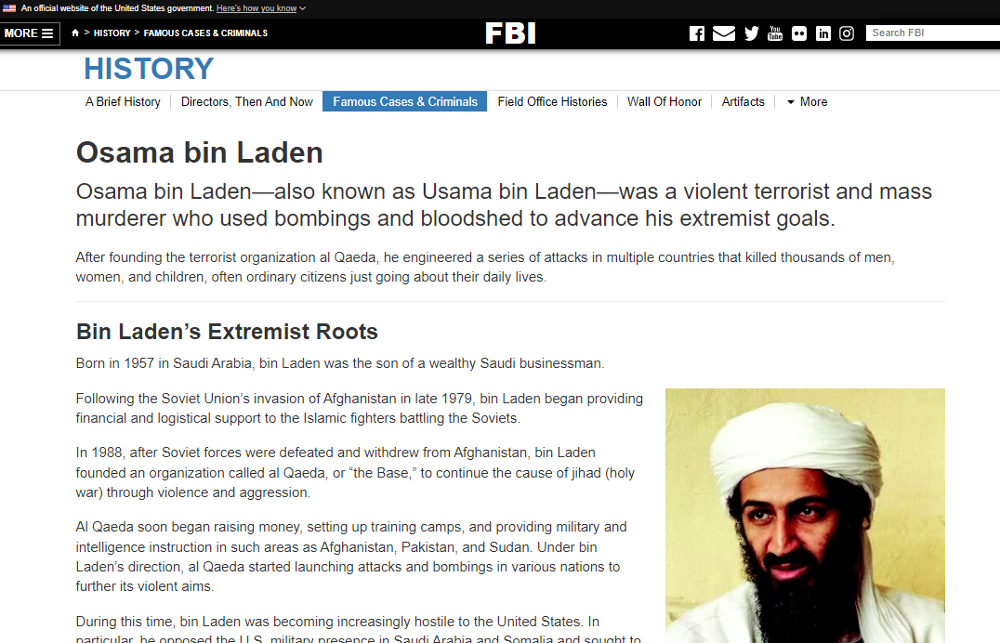 An official website of the United States government. Here's how you know
MORE
> HISTORY > FAMOUS CASES & CRIMINALS
FBI
You
Tube
in
Search FBI
HISTORY
A Brief History
Directors, Then And Now
Famous Cases & Criminals
Field Office Histories
Wall Of Honor
Artifacts
More
Osama bin Laden
Osama bin Laden—also known as Usama bin Laden—was a violent terrorist and mass
murderer who used bombings and bloodshed to advance his extremist goals.
After founding the terrorist organization al Qaeda, he engineered a series of attacks in multiple countries that killed thousands of men,
women, and children, often ordinary citizens just going about their daily lives.
Bin Laden’s Extremist Roots
Born in 1957 in Saudi Arabia, bin Laden was the son of a wealthy Saudi businessman.
Following the Soviet Union’s invasion of Afghanistan in late 1979, bin Laden began providing
financial and logistical support to the Islamic fighters battling the Soviets.
In 1988, after Soviet forces were defeated and withdrew from Afghanistan, bin Laden
founded an organization called al Qaeda, or “the Base,” to continue the cause of jihad (holy
war) through violence and aggression.
Al Qaeda soon began raising money, setting up training camps, and providing military and
intelligence instruction in such areas as Afghanistan, Pakistan, and Sudan. Under bin
Laden’s direction, al Qaeda started launching attacks and bombings in various nations to
further its violent aims.
During this time, bin Laden was becoming increasingly hostile to the United States. In
particular, he opposed the U.S. military presence in Saudi Arabia and Somalia and sought to